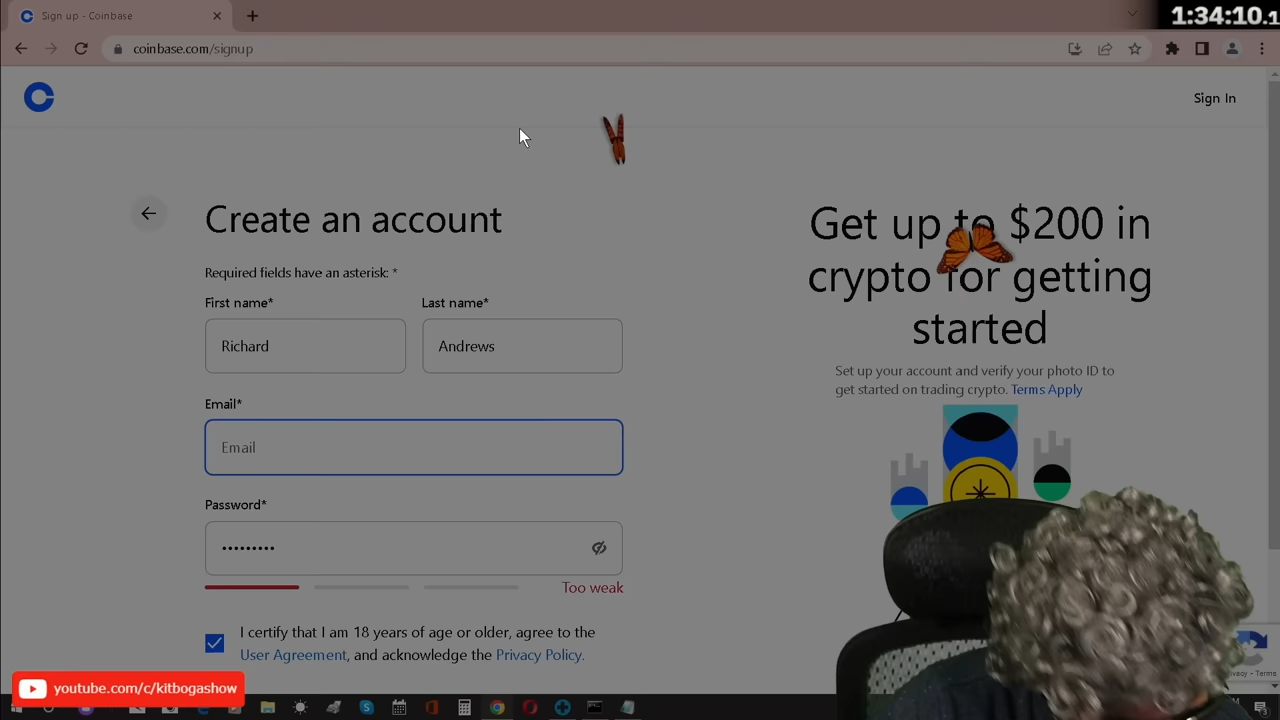 Sign up - Coinbase
1:34:10.1
coinbase.com/signup
Sign In
Create an account
Get up to $200 in
crypto for getting
started
Required fields have an asterisk: *
First name*
Last name*
Richard
Andrews
Set up your account and verify your photo ID to
get started on trading crypto. Terms Apply
Email*
Email
Password*
•••••••••
Too weak
I certify that I am 18 years of age or older, agree to the
User Agreement, and acknowledge the Privacy Policy.
Terms
youtube.com/c/kitbogashow